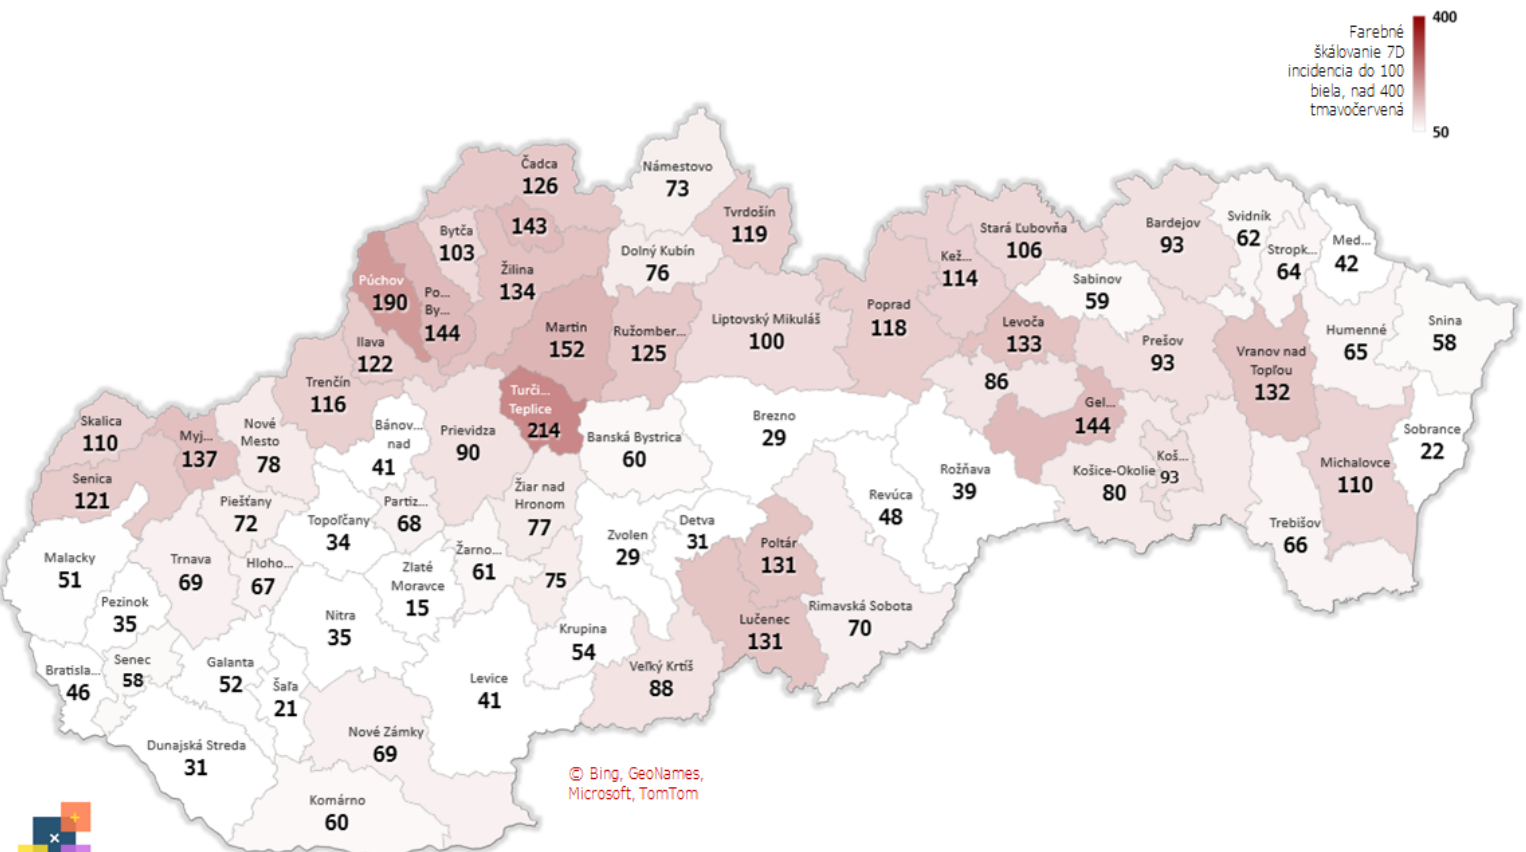 400
Farebné
škálovanie 7D
incidencia do 100
biela, nad 400
tmavočervená
50
Čadca
126
Námestovo
73
143
Bytča
103
Tvrdošín
119
Dolný Kubín
76
Žilina
134
Púchov
190
Po...
By...
144
Ilava
122
Martin
152
Ružomber...
125
Liptovský Mikuláš
100
Poprad
118
Kež...
114
Stará Ľubovňa
106
Bardejov
93
Svidník
62
Stropk...
64
Med...
42
Sabinov
59
Levoča
133
Prešov
93
Vranov nad
Topľou
132
Humenné
65
Snina
58
Trenčín
116
Turči...
Teplice
214
86
Gel...
144
Skalica
110
Myj...
137
Nové
Mesto
78
Bánov...
nad
41
Prievidza
90
Banská Bystrica
60
Brezno
29
Rožňava
39
Košice-Okolie
80
Koš...
93
Michalovce
110
Sobrance
22
Senica
121
Piešťany
72
Topoľčany
34
Partiz...
68
Žiar nad
Hronom
77
Zvolen
29
Detva
31
Revúca
48
Trebišov
66
Malacky
51
Trnava
69
Hloho...
67
Zlaté
Moravce
15
Žarno...
61
75
Poltár
131
Pezinok
35
Nitra
35
Krupina
54
Lučenec
131
Rimavská Sobota
70
Bratisla...
46
Senec
58
Galanta
52
Šaľa
21
Levice
41
Veľký Krtíš
88
Dunajská Streda
31
Nové Zámky
69
Komárno
60
© Bing, GeoNames,
Microsoft, TomTom